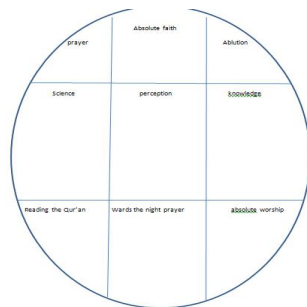 Absolute faith
prayer
Ablution
Science
perception
knowledge
Reading the Qur'an
Wards the night prayer
absolute worship